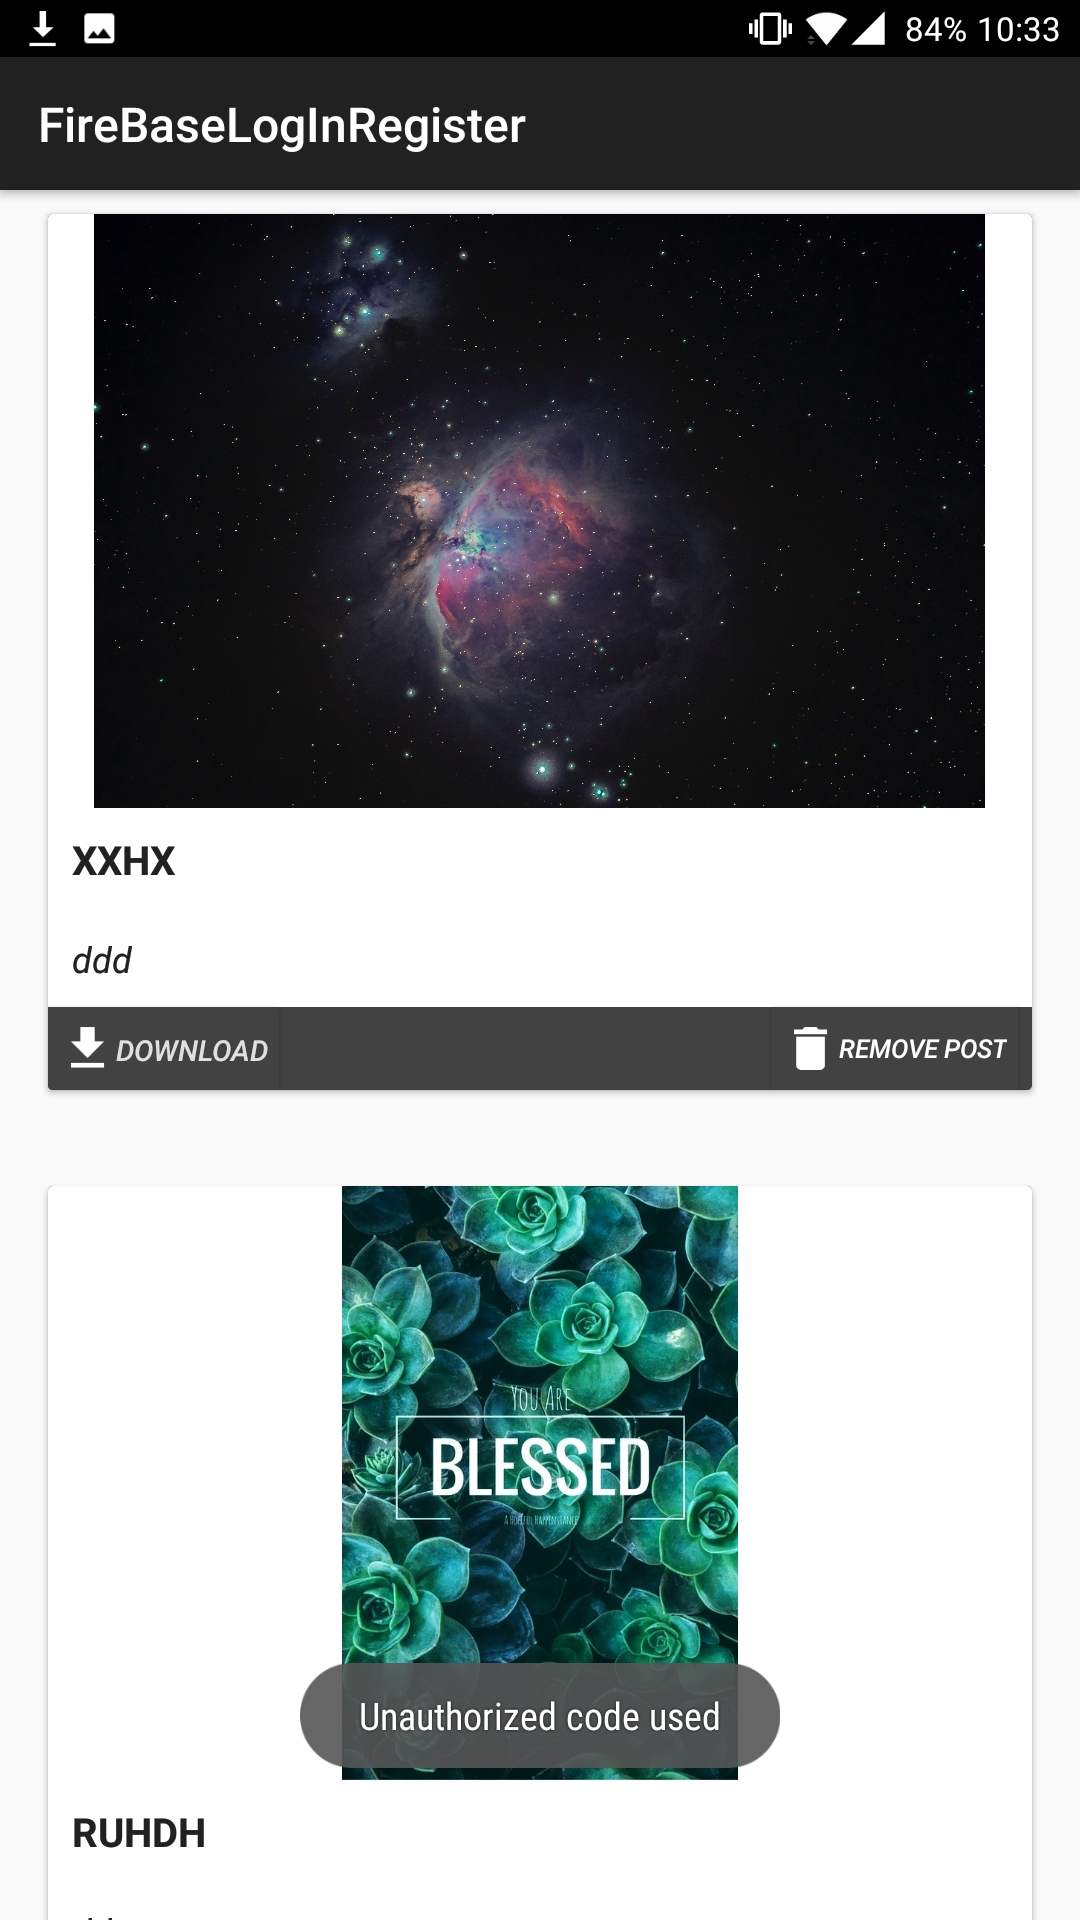 84% 10:33
FireBaseLogInRegister
XXHX
ddd
DOWNLOAD
REMOVE POST
YOU ARE
BLESSED
A HOPEFUL HAPPENSTANCE
Unauthorized code used
RUHDH